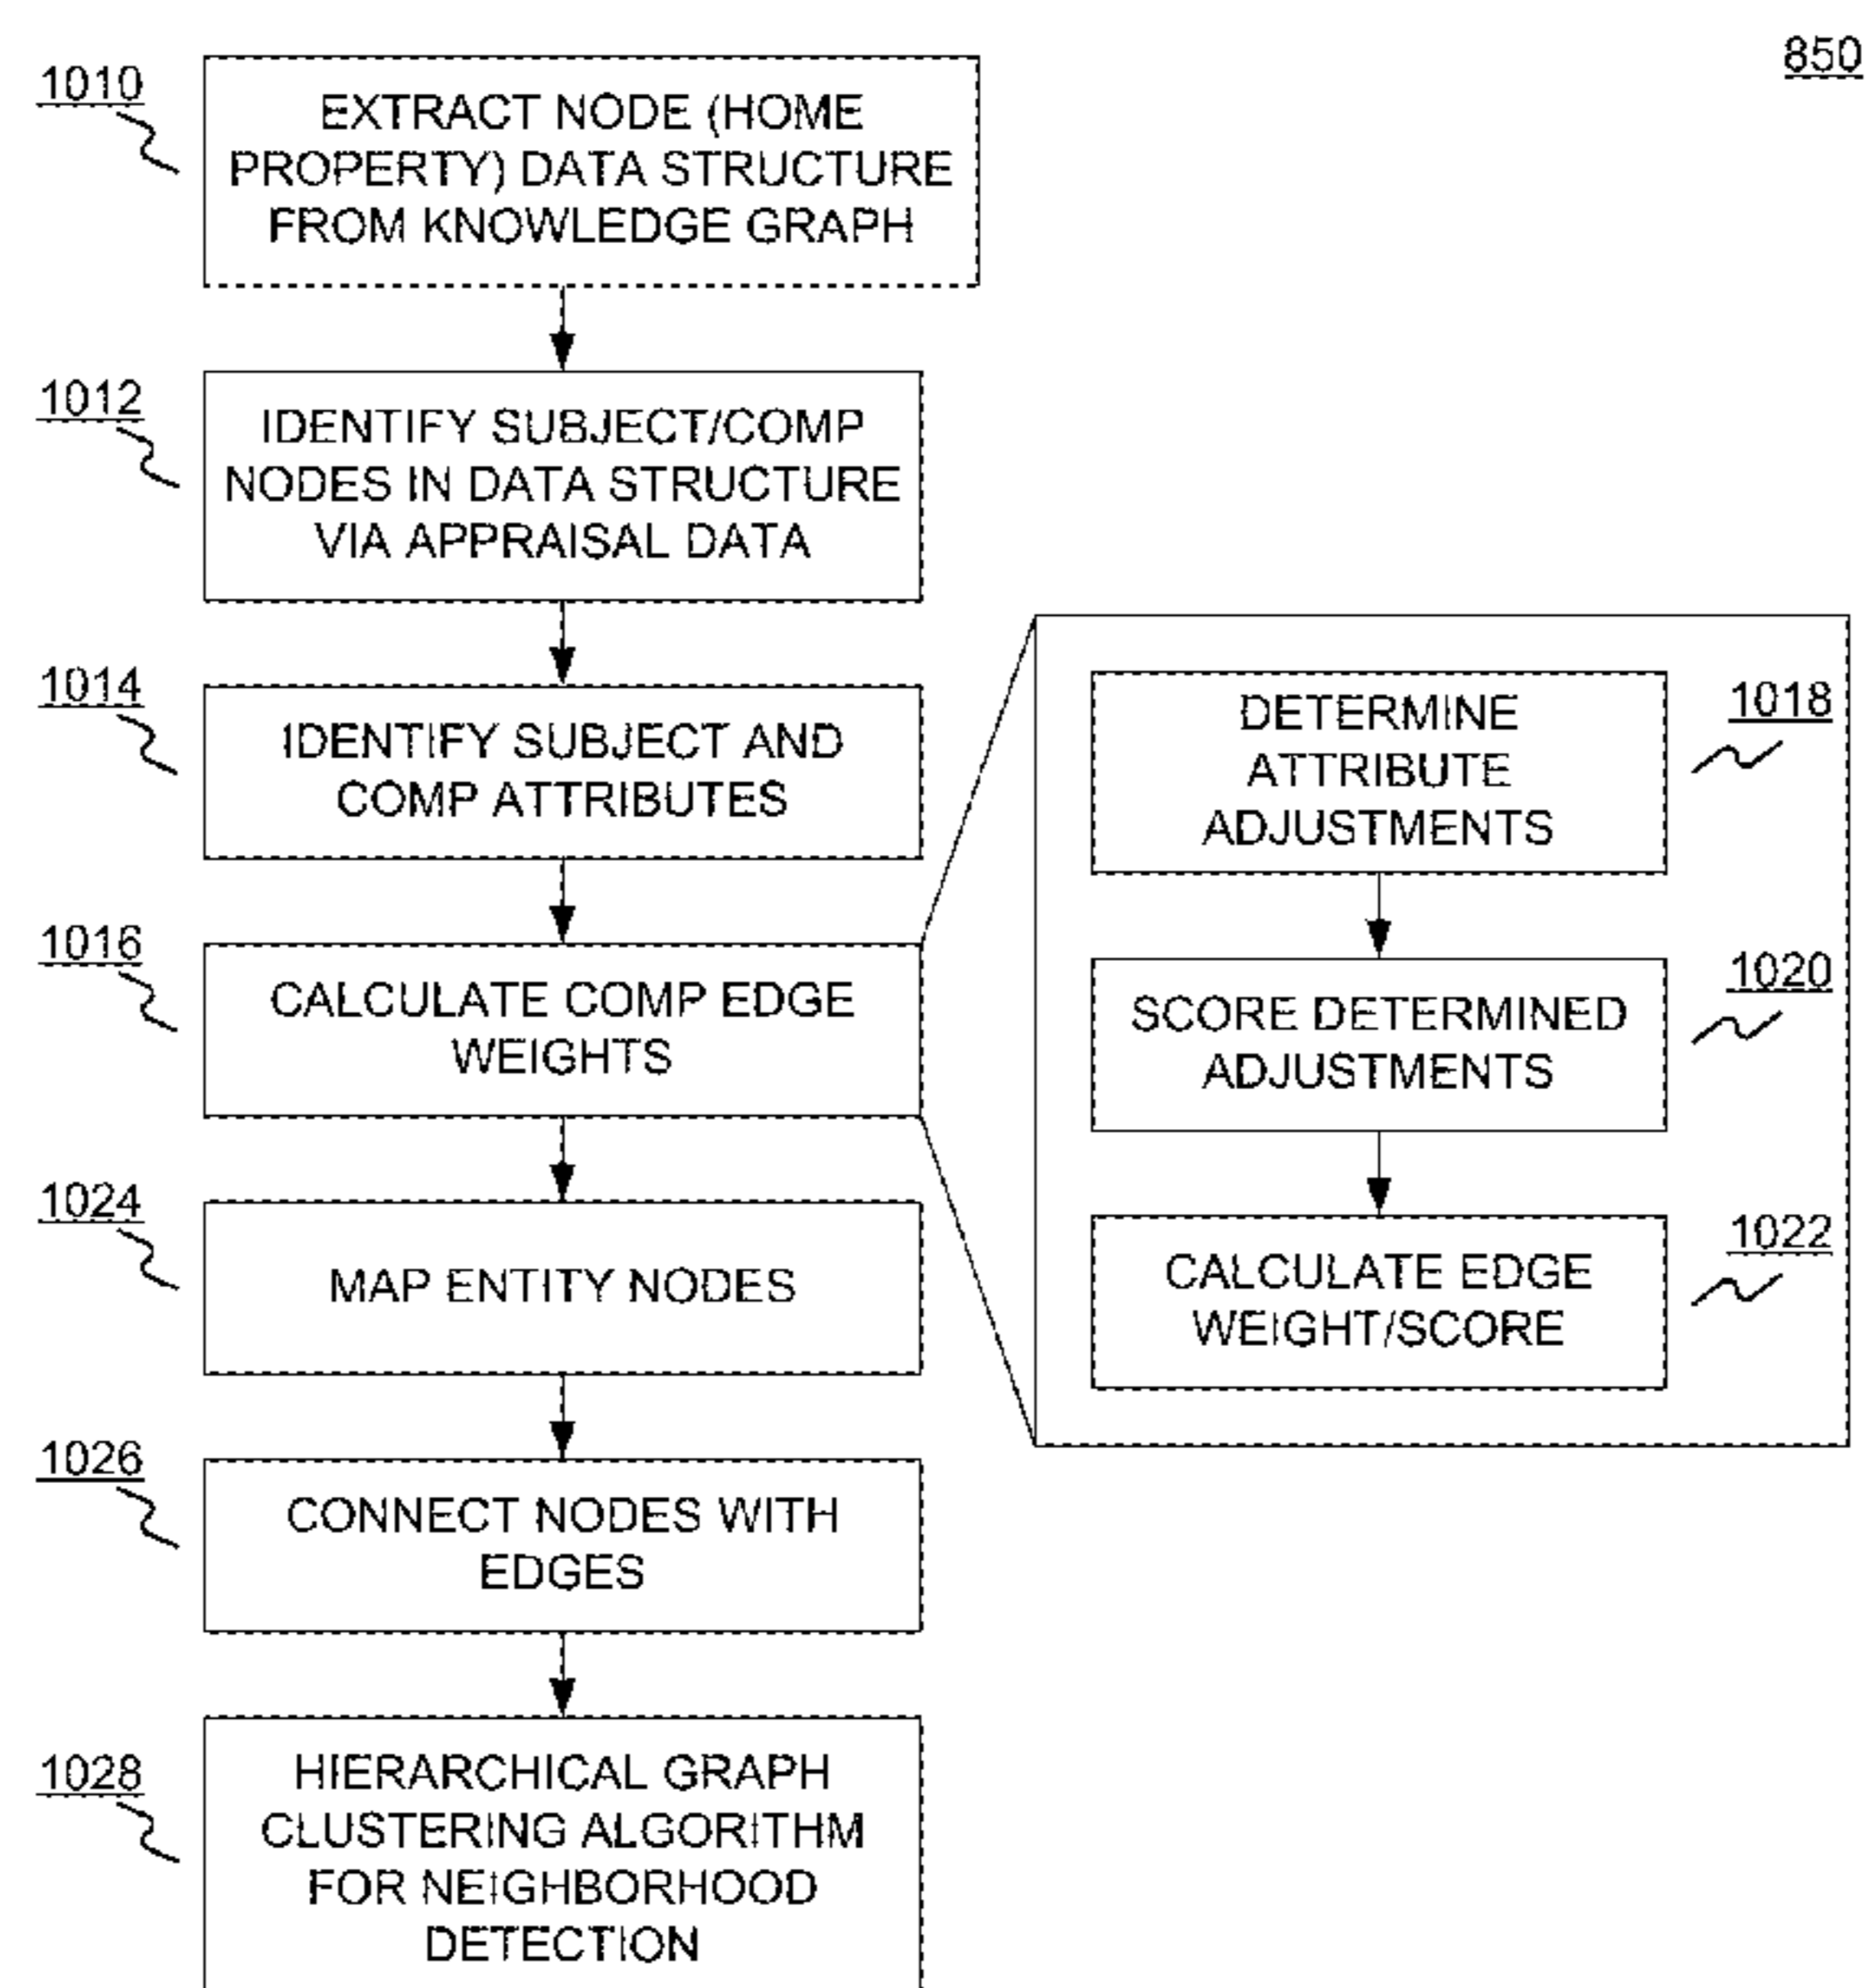 850
1010
EXTRACT NODE (HOME
PROPERTY) DATA STRUCTURE
FROM KNOWLEDGE GRAPH
1012
IDENTIFY SUBJECT/COMP
NODES IN DATA STRUCTURE
VIA APPRAISAL DATA
1014
IDENTIFY SUBJECT AND
COMP ATTRIBUTES
1016
CALCULATE COMP EDGE
WEIGHTS
DETERMINE
ATTRIBUTE
ADJUSTMENTS
1018
SCORE DETERMINED
ADJUSTMENTS
1020
CALCULATE EDGE
WEIGHT/SCORE
1022
1024
MAP ENTITY NODES
1026
CONNECT NODES WITH
EDGES
1028
HIERARCHICAL GRAPH
CLUSTERING ALGORITHM
FOR NEIGHBORHOOD
DETECTION